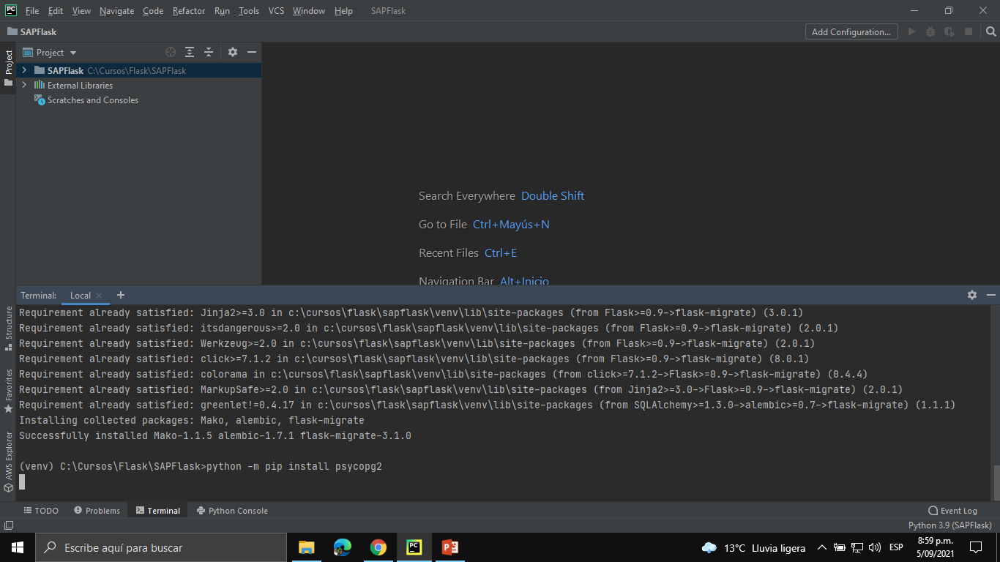 PC File Edit View Navigate Code Refactor Run Tools VCS Window Help SAPFlask
SAPFlask Add Configuration...
Project
Project
SAPFlask C:\Cursos\Flask\SAPFlask
External Libraries
Scratches and Consoles
Search Everywhere Double Shift
Go to File Ctrl+Mayús+N
Recent Files Ctrl+E
Navigation Bar Alt+Inicio
Terminal: Local
Structure
Favorites
AWS Explorer
Requirement already satisfied: Jinja2>=3.0 in c:\cursos\flask\sapflask\venv\lib\site-packages (from Flask>=0.9->flask-migrate) (3.0.1)
Requirement already satisfied: itsdangerous>=2.0 in c:\cursos\flask\sapflask\venv\lib\site-packages (from Flask>=0.9->flask-migrate) (2.0.1)
Requirement already satisfied: Werkzeug>=2.0 in c:\cursos\flask\sapflask\venv\lib\site-packages (from Flask>=0.9->flask-migrate) (2.0.1)
Requirement already satisfied: click>=7.1.2 in c:\cursos\flask\sapflask\venv\lib\site-packages (from Flask>=0.9->flask-migrate) (8.0.1)
Requirement already satisfied: colorama in c:\cursos\flask\sapflask\venv\lib\site-packages (from click>=7.1.2->Flask>=0.9->flask-migrate) (0.4.4)
Requirement already satisfied: MarkupSafe>=2.0 in c:\cursos\flask\sapflask\venv\lib\site-packages (from Jinja2>=3.0->Flask>=0.9->flask-migrate) (2.0.1)
Requirement already satisfied: greenlet!=0.4.17 in c:\cursos\flask\sapflask\venv\lib\site-packages (from SQLAlchemy>=1.3.0->alembic>=0.7->flask-migrate) (1.1.1)
Installing collected packages: Mako, alembic, flask-migrate
Successfully installed Mako-1.1.5 alembic-1.7.1 flask-migrate-3.1.0
(venv) C:\Cursos\Flask\SAPFlask>python -m pip install psycopg2
TODO Problems Terminal Python Console Event Log
Python 3.9 (SAPFlask)
Escribe aquí para buscar PC 13°C Lluvia ligera ESP 8:59 p.m.
5/09/2021